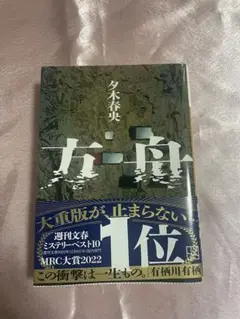 夕木春央
方舟
大重版が、止まらない!
週刊文春
ミステリーベスト10
MRC大賞2022
1位
この衝撃は一生もの。
有栖川有栖